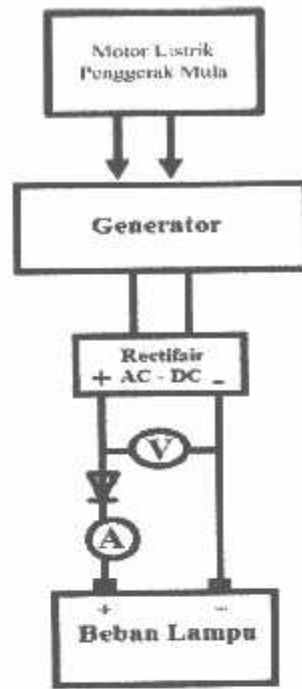 Motor Listrik
Penggerak Mula
Generator
Rectifair
+ AC - DC -
V
A
+ -
Beban Lampu